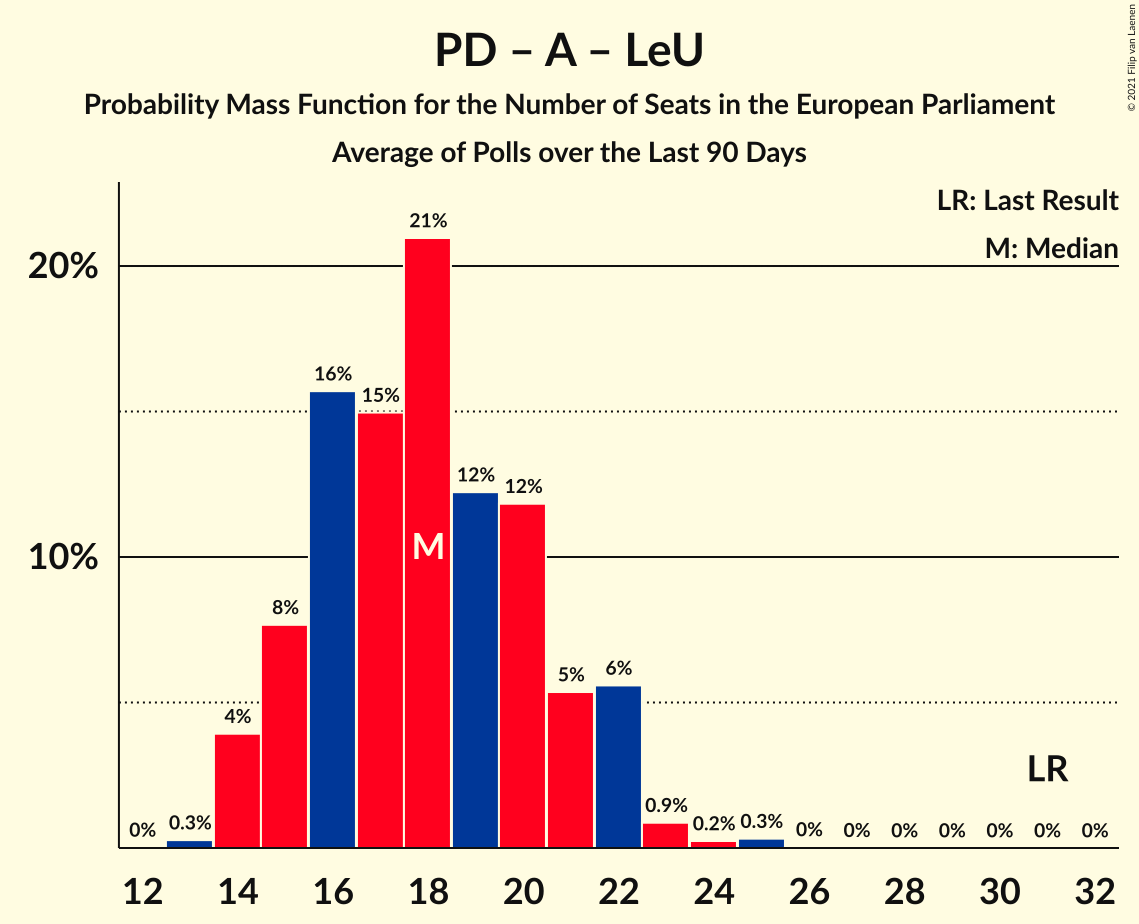 PD – A – LeU
Probability Mass Function for the Number of Seats in the European Parliament
Average of Polls over the Last 90 Days
© 2021 Filip van Laenen
LR: Last Result
M: Median
20%
10%
0%
0.3%
4%
8%
16%
15%
21%
12%
12%
5%
6%
0.9%
0.2%
0.3%
0%
0%
0%
0%
0%
0%
0%
M
LR
12 14 16 18 20 22 24 26 28 30 32